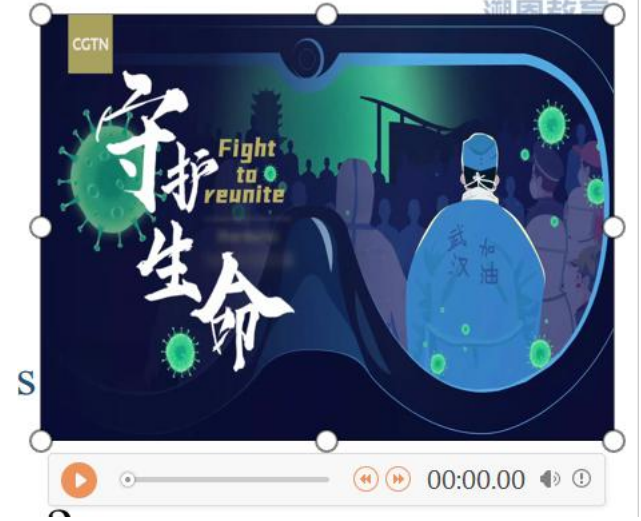 CGTN
守护
生命
Fight
to
reunite
武汉
加油
S
00:00.00